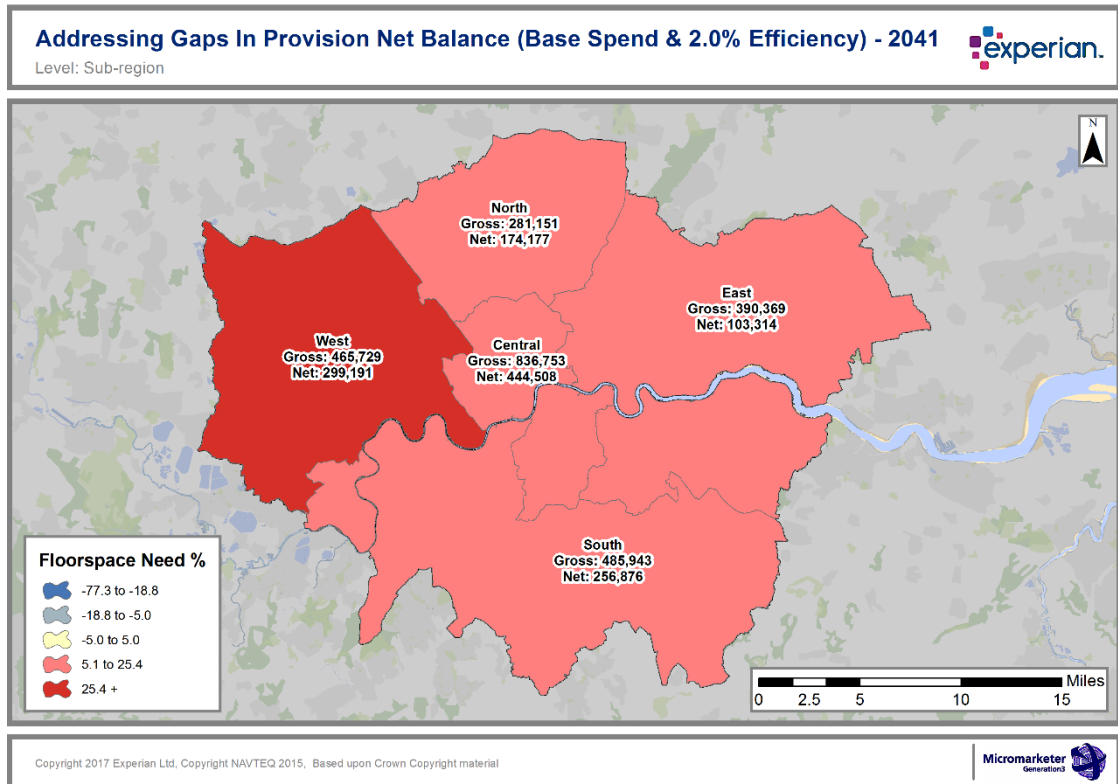 Addressing Gaps In Provision Net Balance (Base Spend & 2.0% Efficiency) - 2041
Level: Sub-region
experian.
N
North
Gross: 281,151
Net: 174,177
East
Gross: 390,369
Net: 103,314
West
Gross: 465,729
Net: 299,191
Central
Gross: 836,753
Net: 444,508
South
Gross: 485,943
Net: 256,876
Floorspace Need %
-77.3 to -18.8
-18.8 to -5.0
-5.0 to 5.0
5.1 to 25.4
25.4 +
Miles
0 2.5 5 10 15
Copyright 2017 Experian Ltd, Copyright NAVTEQ 2015, Based upon Crown Copyright material
Micromarketer
Generation3